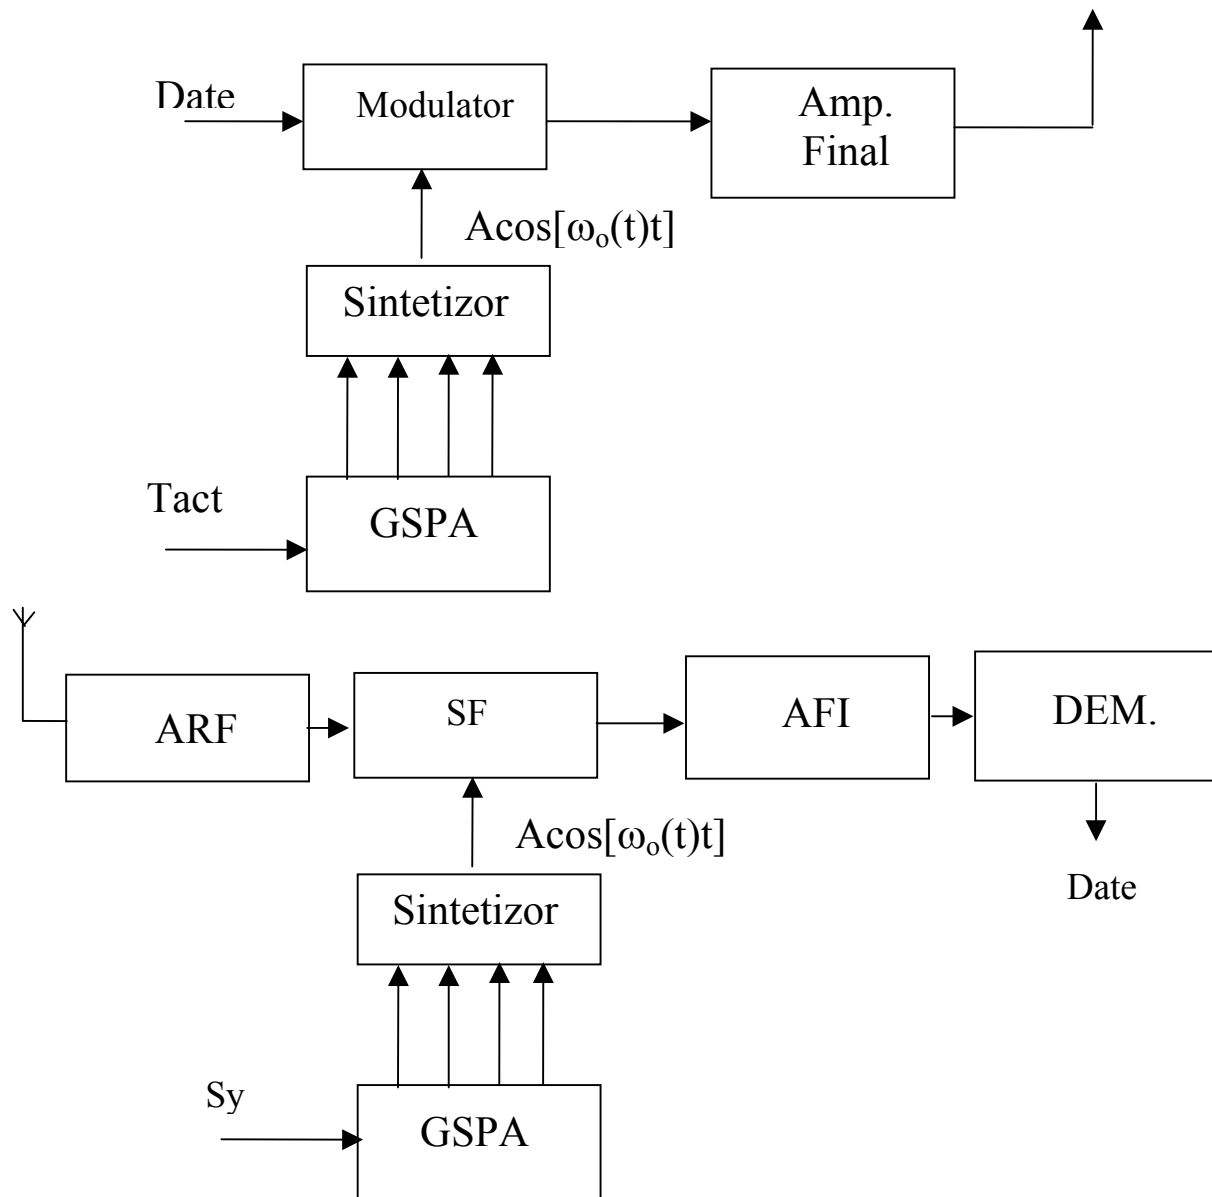 Date
Modulator
Amp.
Final
Acos[ωₒ(t)t]
Sintetizor
Tact
GSPA
ARF
SF
AFI
DEM.
Acos[ωₒ(t)t]
Date
Sintetizor
Sy
GSPA